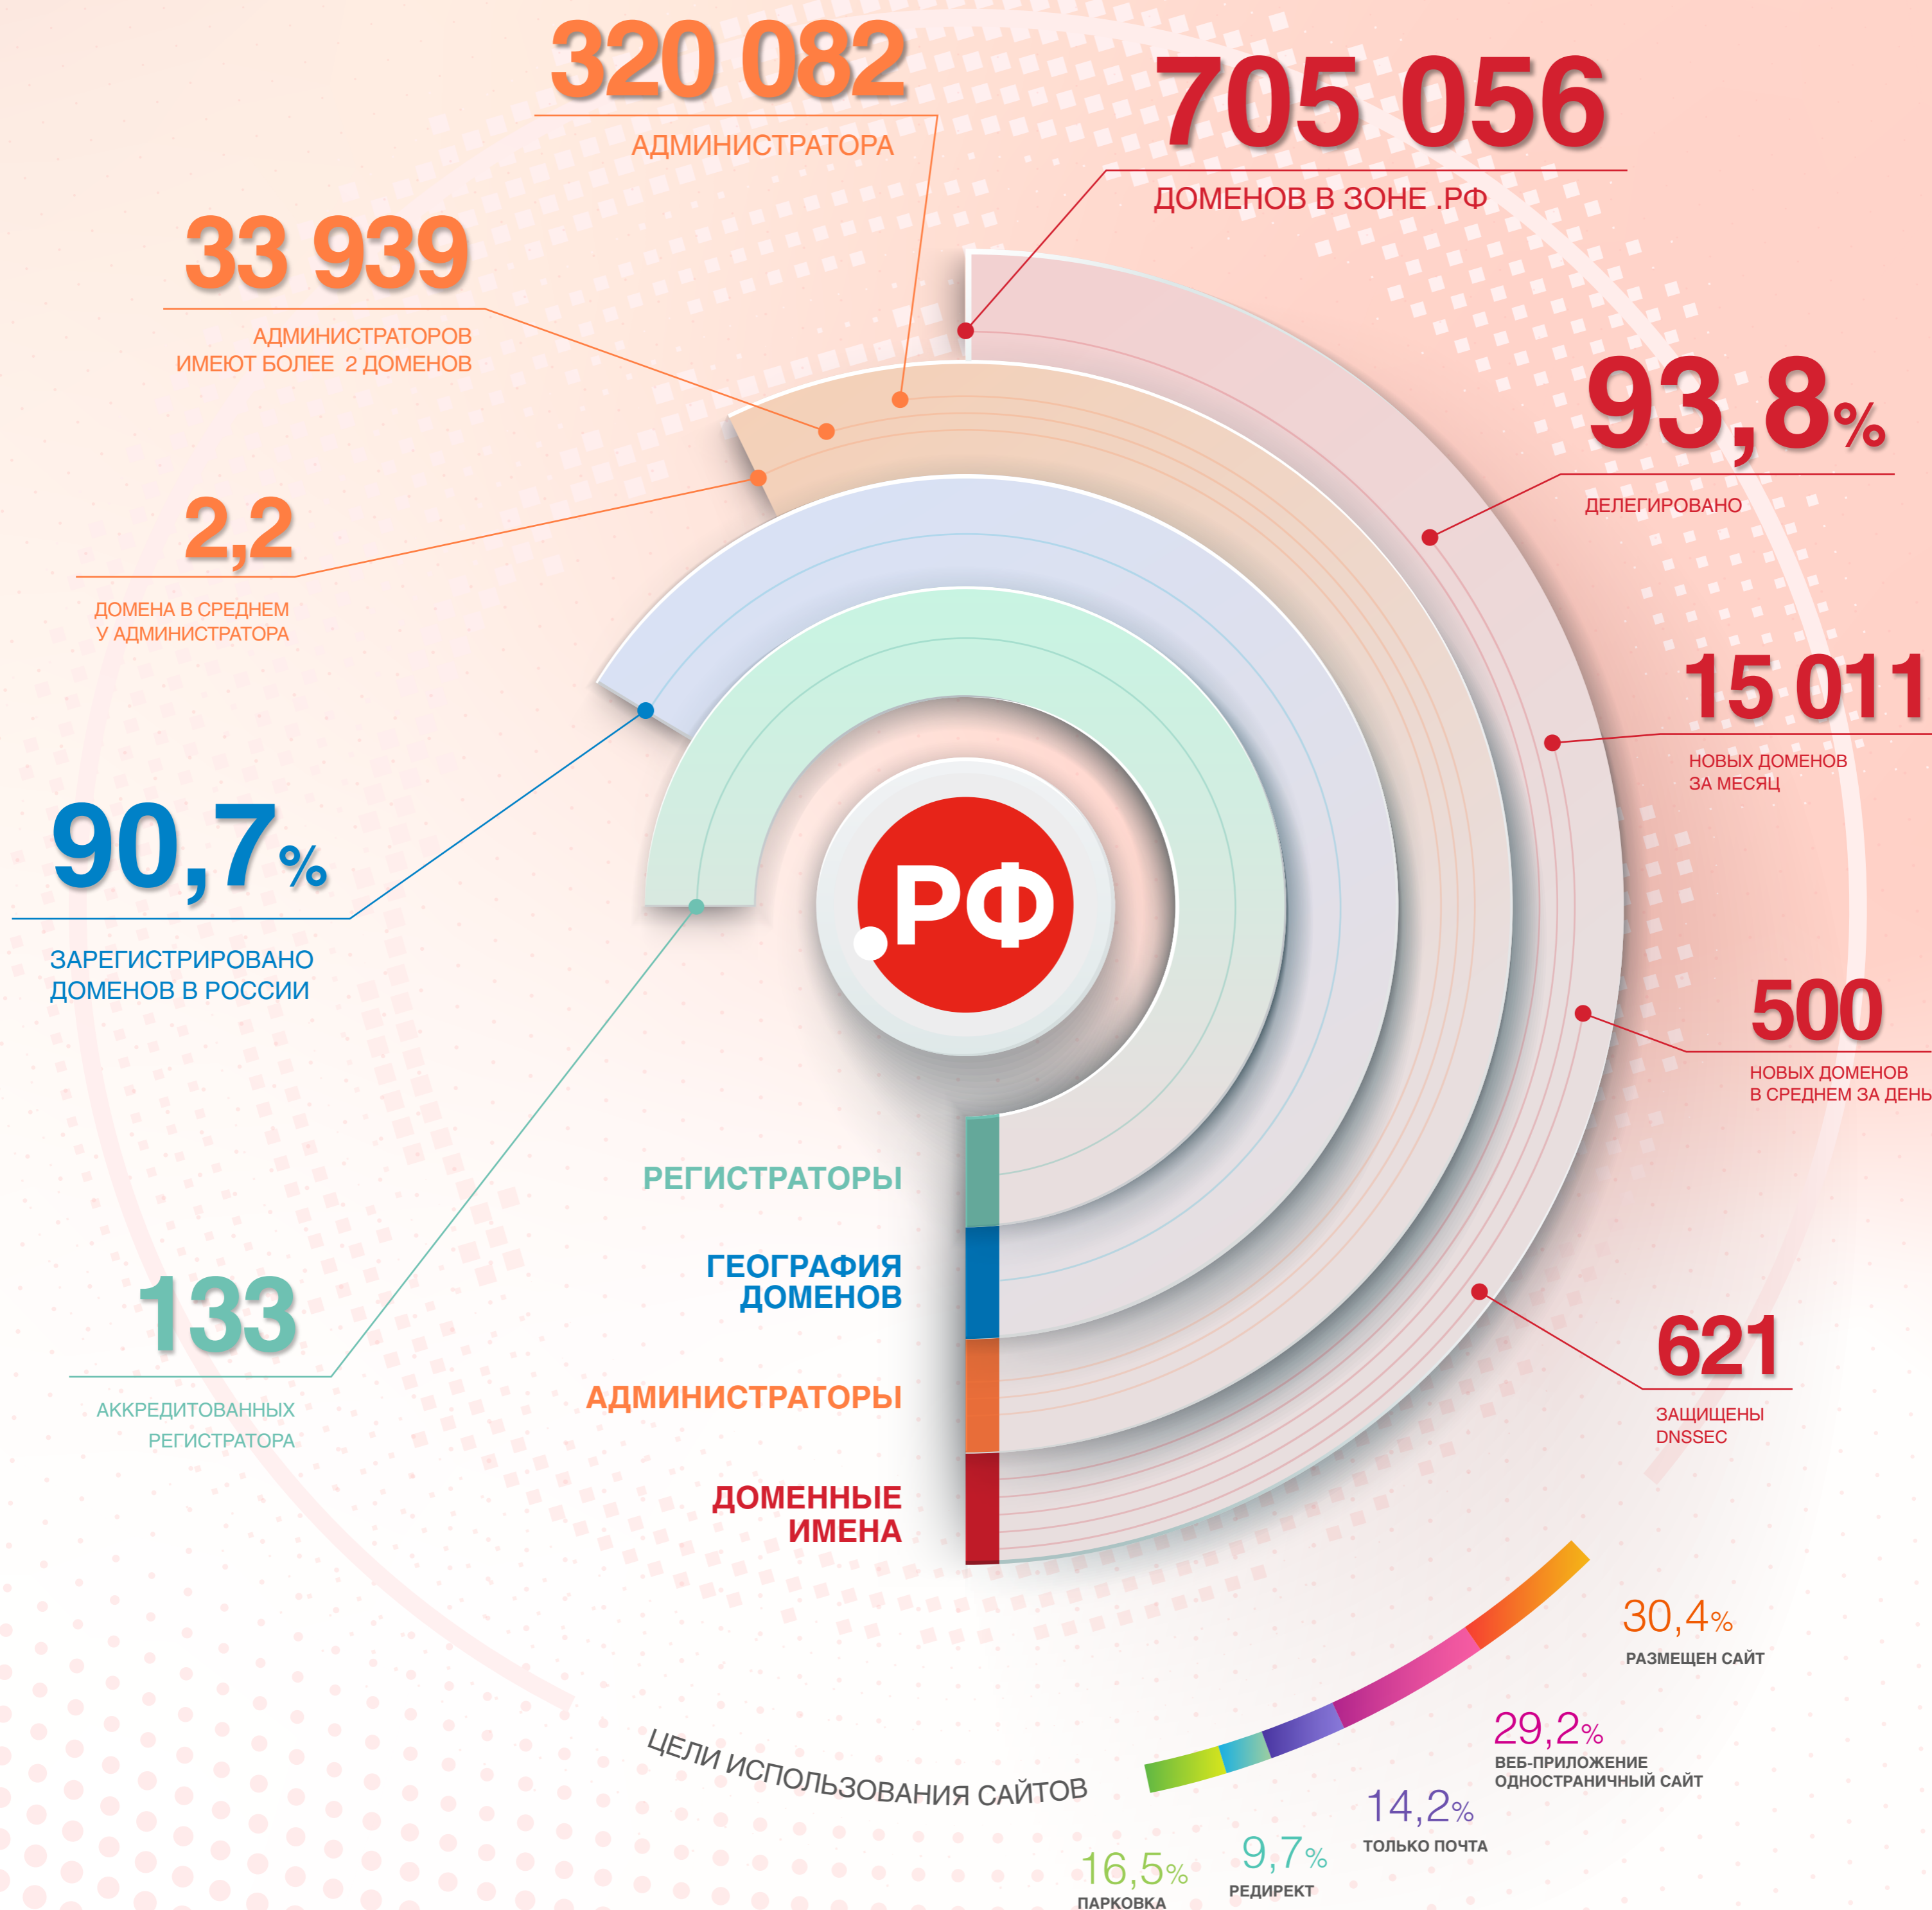 320 082
АДМИНИСТРАТОРА
705 056
ДОМЕНОВ В ЗОНЕ .РФ
33 939
АДМИНИСТРАТОРОВ
ИМЕЮТ БОЛЕЕ 2 ДОМЕНОВ
93,8%
ДЕЛЕГИРОВАНО
2,2
ДОМЕНА В СРЕДНЕМ
У АДМИНИСТРАТОРА
15 011
НОВЫХ ДОМЕНОВ
ЗА МЕСЯЦ
90,7%
ЗАРЕГИСТРИРОВАНО
ДОМЕНОВ В РОССИИ
.РФ
500
НОВЫХ ДОМЕНОВ
В СРЕДНЕМ ЗА ДЕНЬ
133
АККРЕДИТОВАННЫХ
РЕГИСТРАТОРА
РЕГИСТРАТОРЫ
ГЕОГРАФИЯ
ДОМЕНОВ
АДМИНИСТРАТОРЫ
ДОМЕННЫЕ
ИМЕНА
621
ЗАЩИЩЕНЫ
DNSSEC
ЦЕЛИ ИСПОЛЬЗОВАНИЯ САЙТОВ
30,4%
РАЗМЕЩЕН САЙТ
29,2%
ВЕБ-ПРИЛОЖЕНИЕ
ОДНОСТРАНИЧНЫЙ САЙТ
14,2%
ТОЛЬКО ПОЧТА
9,7%
РЕДИРЕКТ
16,5%
ПАРКОВКА